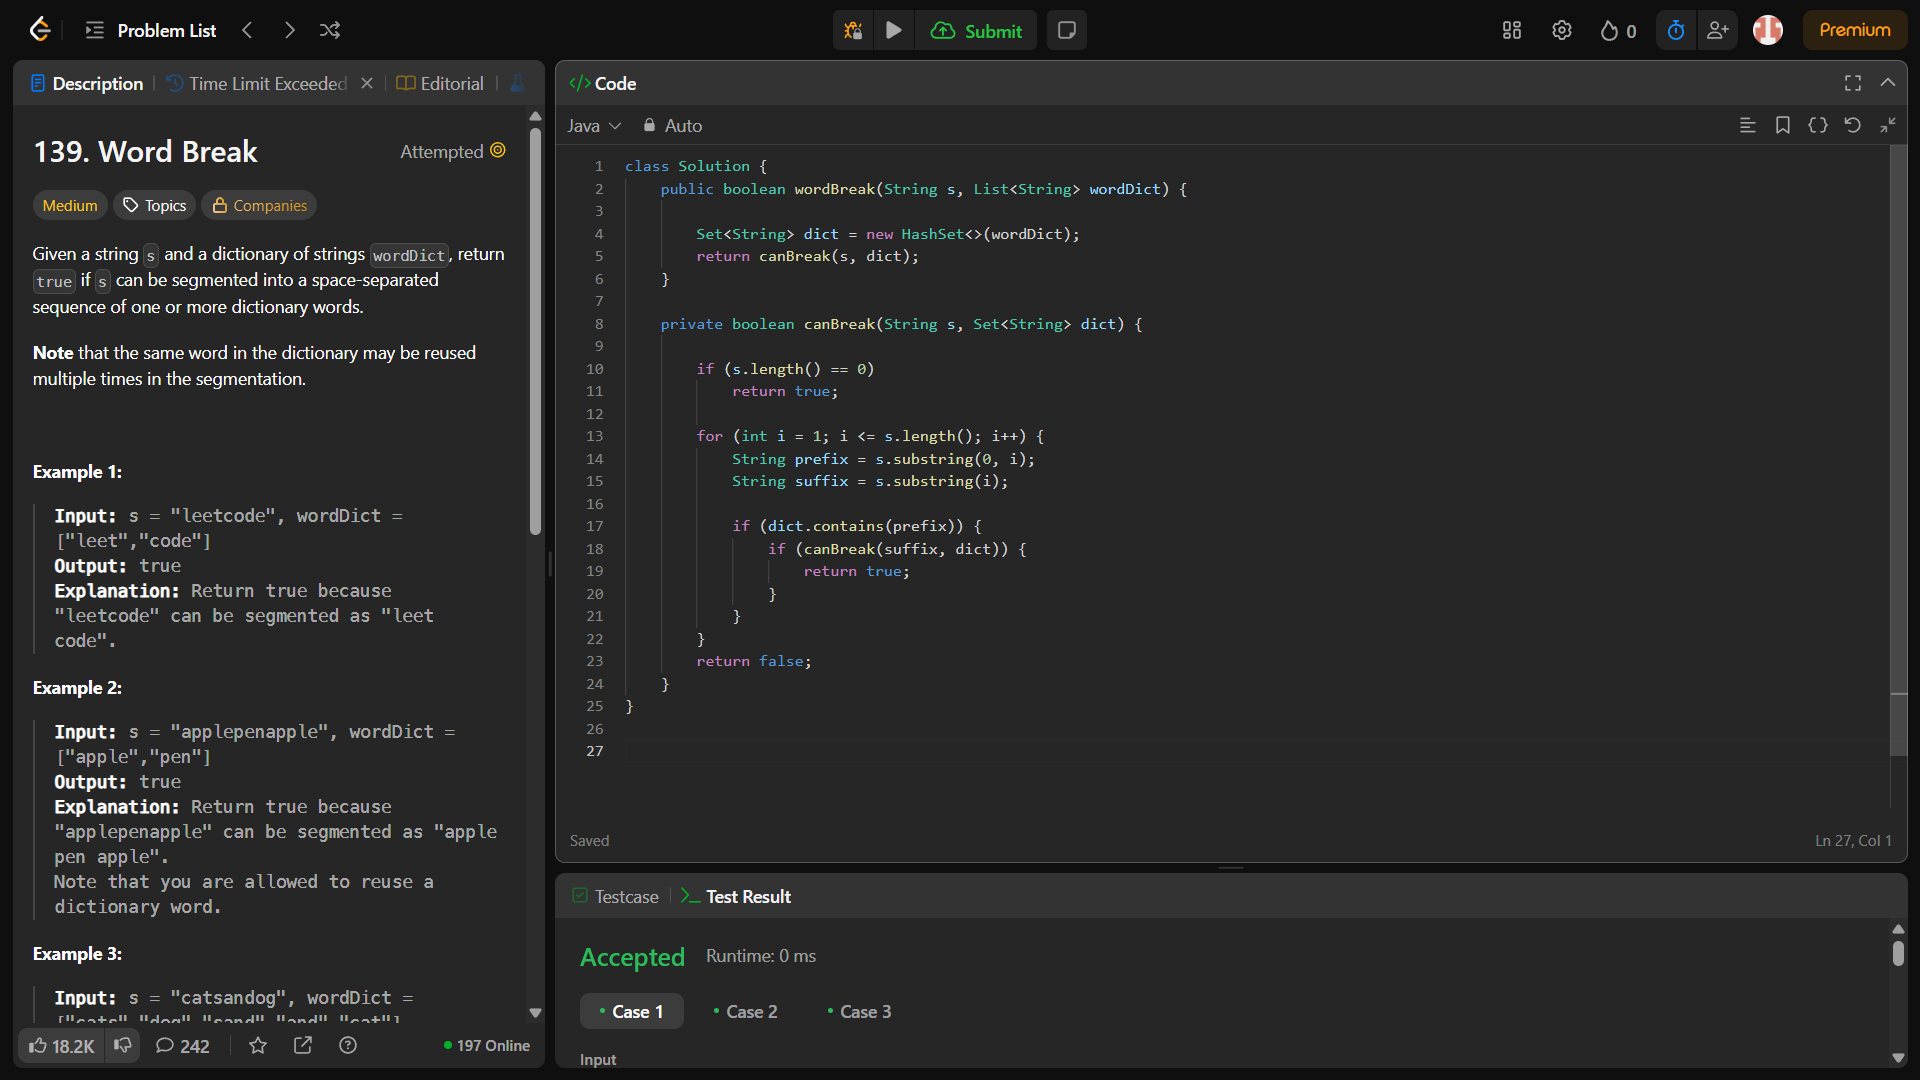 Problem List
Submit
0
Premium
Description
Time Limit Exceeded
Editorial
139. Word Break
Attempted
Medium
Topics
Companies
Given a string s and a dictionary of strings wordDict, return
true if s can be segmented into a space-separated
sequence of one or more dictionary words.
Note that the same word in the dictionary may be reused
multiple times in the segmentation.
Example 1:
Input: s = "leetcode", wordDict =
["leet","code"]
Output: true
Explanation: Return true because
"leetcode" can be segmented as "leet
code".
Example 2:
Input: s = "applepenapple", wordDict =
["apple","pen"]
Output: true
Explanation: Return true because
"applepenapple" can be segmented as "apple
pen apple".
Note that you are allowed to reuse a
dictionary word.
Example 3:
Input: s = "catsandog", wordDict =
["cats","dog","sand","and","cat"]
18.2K
242
197 Online
</> Code
Java
Auto
1 class Solution {
2 public boolean wordBreak(String s, List<String> wordDict) {
3
4 Set<String> dict = new HashSet<>(wordDict);
5 return canBreak(s, dict);
6 }
7
8 private boolean canBreak(String s, Set<String> dict) {
9
10 if (s.length() == 0)
11 return true;
12
13 for (int i = 1; i <= s.length(); i++) {
14 String prefix = s.substring(0, i);
15 String suffix = s.substring(i);
16
17 if (dict.contains(prefix)) {
18 if (canBreak(suffix, dict)) {
19 return true;
20 }
21 }
22 }
23 return false;
24 }
25 }
26
27
Saved
Ln 27, Col 1
Testcase
Test Result
Accepted
Runtime: 0 ms
Case 1
Case 2
Case 3
Input